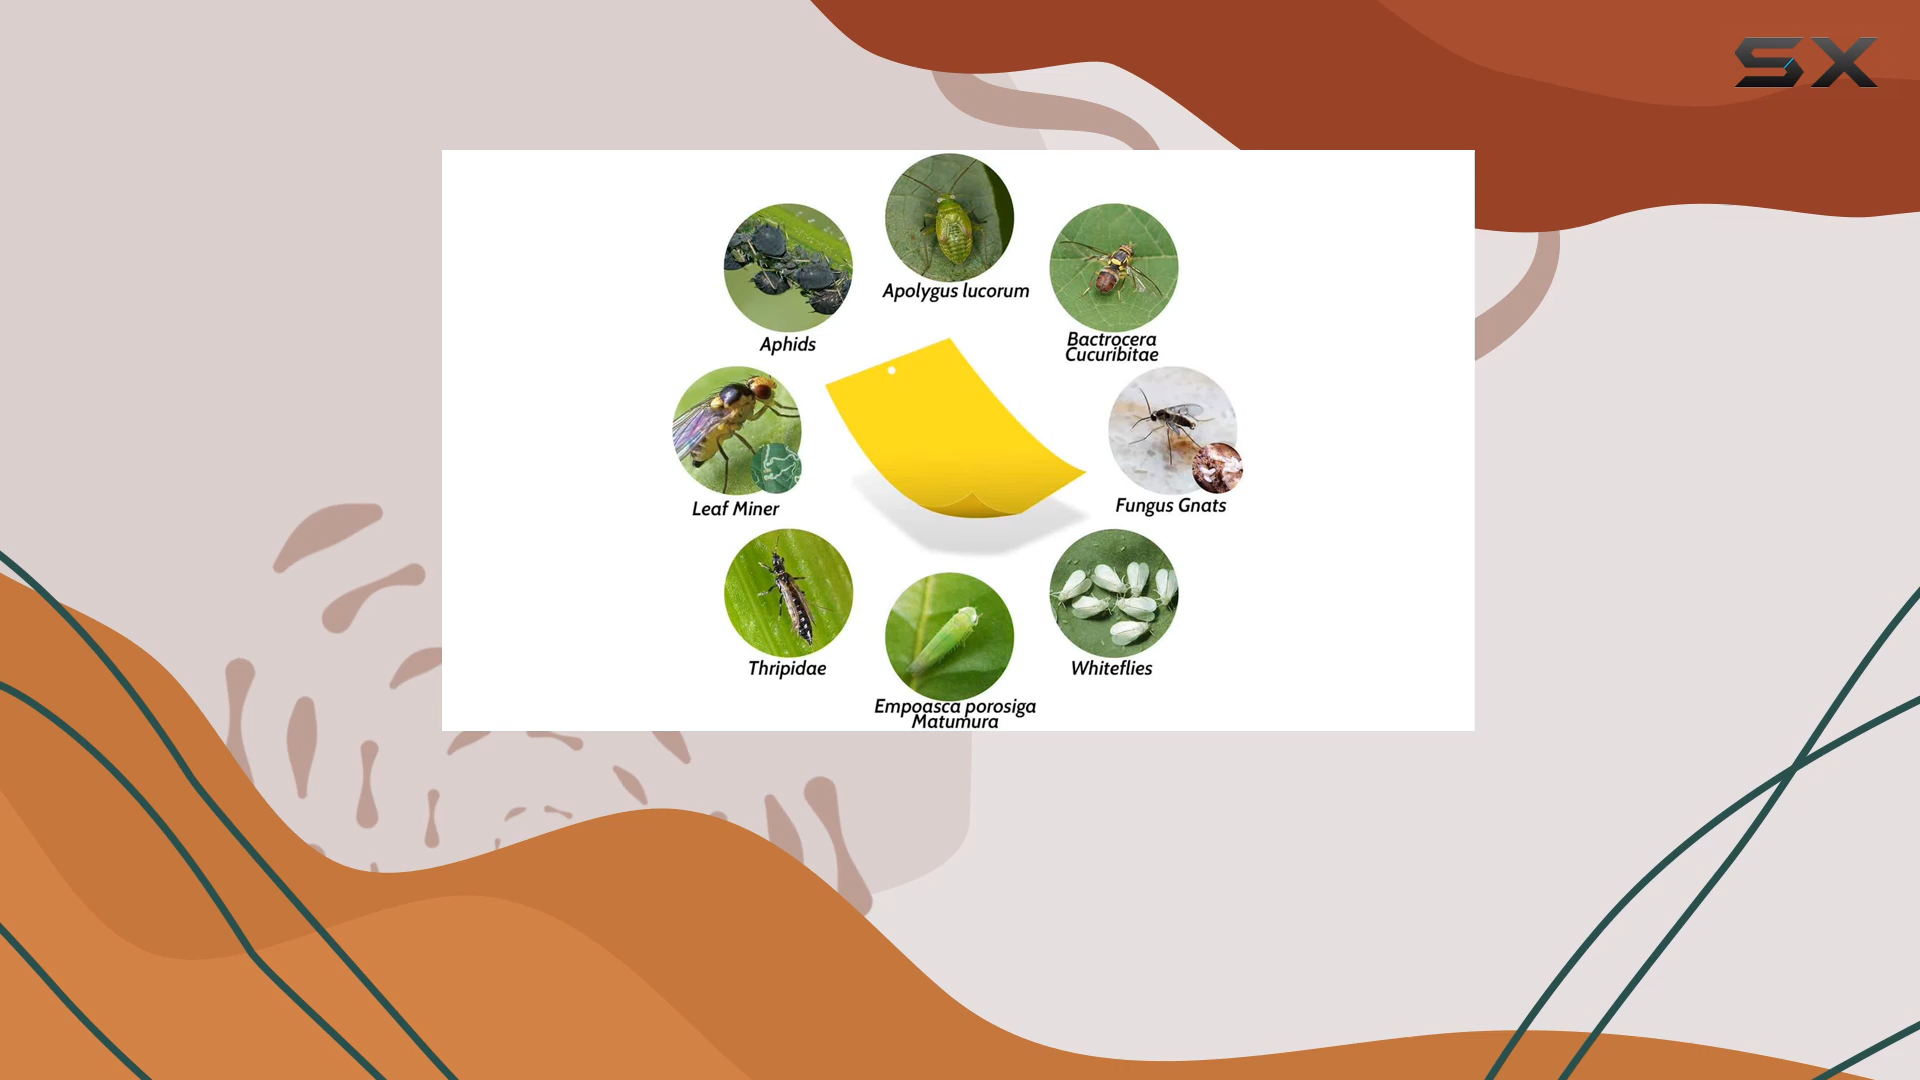 SX
Apolygus lucorum
Aphids
Bactrocera
Cucuribitae
Leaf Miner
Fungus Gnats
Thripidae
Whiteflies
Empoasca porosiga
Matumura